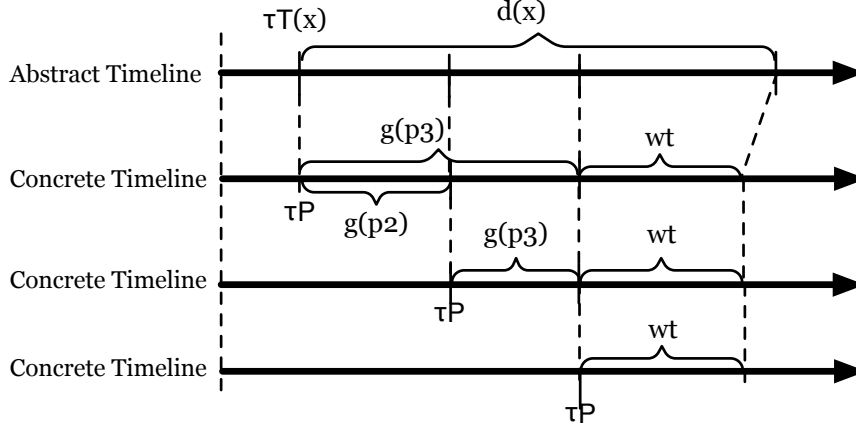 τT(x)
d(x)
Abstract Timeline
g(p3)
wt
Concrete Timeline
τP
g(p2)
g(p3)
wt
Concrete Timeline
τP
wt
Concrete Timeline
τP